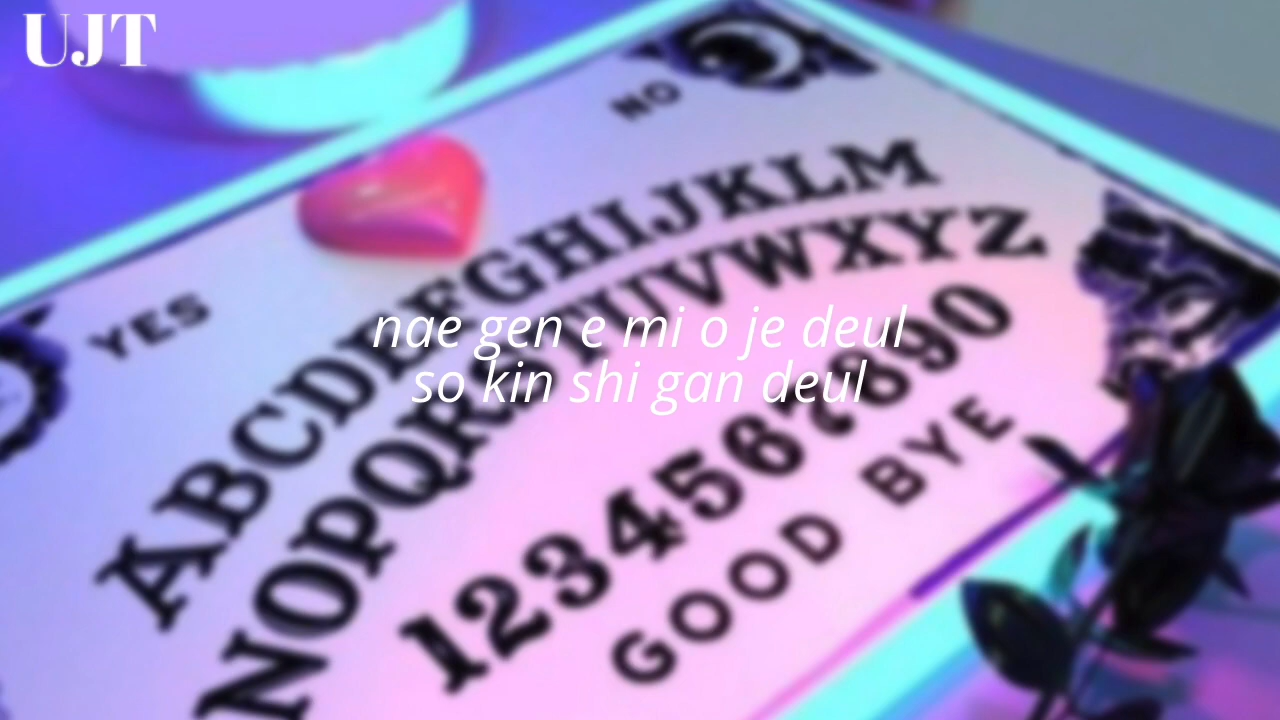 UJT
NO
YES
ABCDEFGHIJKLM
NOPQRSTUVWXYZ
1234567890
GOOD BYE
nae gen e mi o je deul
so kin shi gan deul